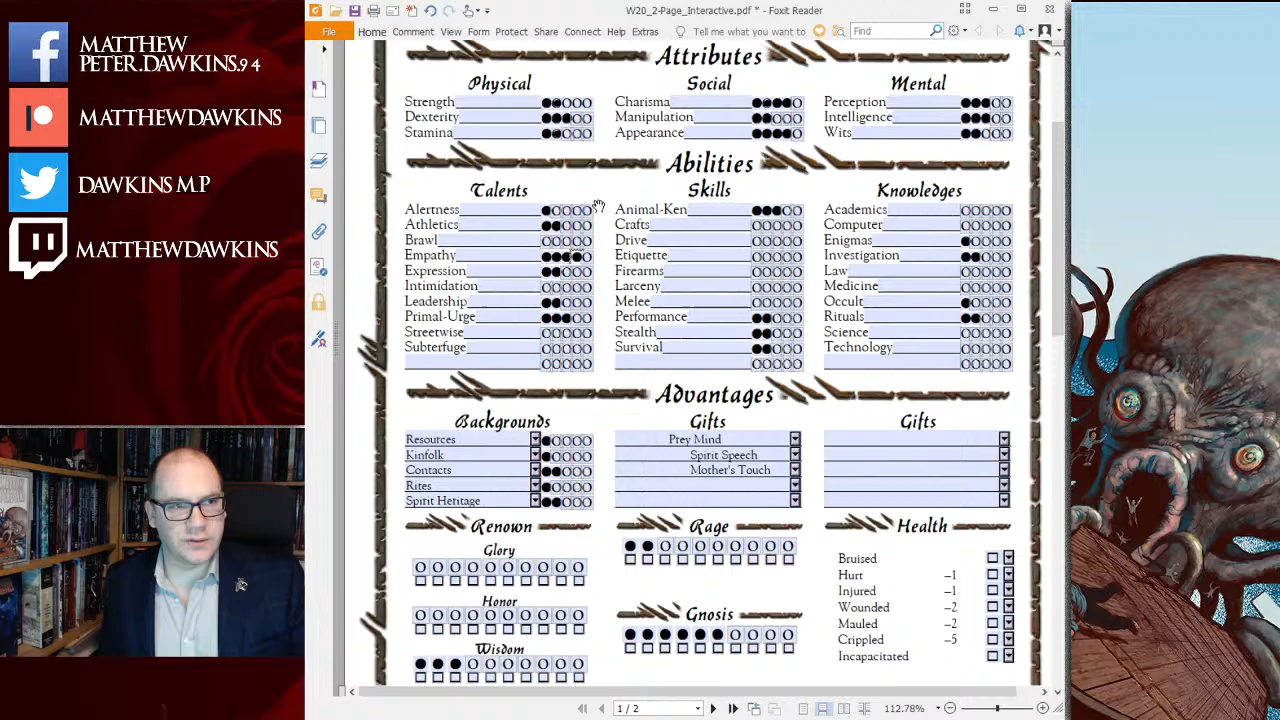 MATTHEW
PETER.DAWKINS.94
MATTHEWDAWKINS
DAWKINS M.P
MATTHEWDAWKINS
W20_2-Page_Interactive.pdf * - Foxit Reader
File Home Comment View Form Protect Share Connect Help Extras Tell me what you want to Find
Attributes
Physical Social Mental
Strength Charisma Perception
Dexterity Manipulation Intelligence
Stamina Appearance Wits
Abilities
Talents Skills Knowledges
Alertness Animal-Ken Academics
Athletics Crafts Computer
Brawl Drive Enigmas
Empathy Etiquette Investigation
Expression Firearms Law
Intimidation Larceny Medicine
Leadership Melee Occult
Primal-Urge Performance Rituals
Streetwise Stealth Science
Subterfuge Survival Technology
Advantages
Backgrounds Gifts Gifts
Resources Prey Mind
Kinfolk Spirit Speech
Contacts Mother's Touch
Rites
Spirit Heritage
Renown Rage Health
Glory
Bruised
Hurt -1
Injured -1
Honor
Wounded -2
Gnosis
Mauled -2
Crippled -5
Wisdom
Incapacitated
1 / 2 112.78%